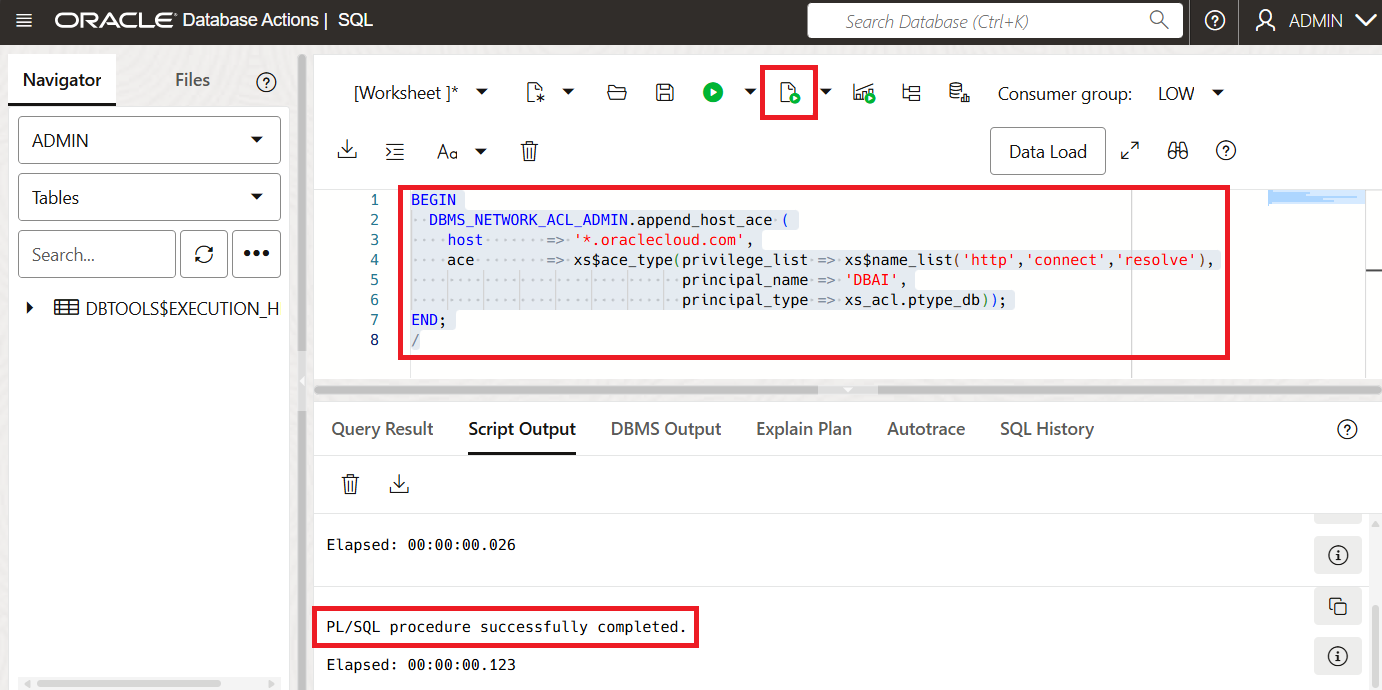 ORACLE Database Actions | SQL
Search Database (Ctrl+K)
ADMIN
Navigator
Files
ADMIN
Tables
Search...
DBTOOLS$EXECUTION_H
[Worksheet ]*
Consumer group: LOW
Aa
Data Load
1 BEGIN
2 DBMS_NETWORK_ACL_ADMIN.append_host_ace (
3 host => '*.oraclecloud.com',
4 ace => xs$ace_type(privilege_list => xs$name_list('http','connect','resolve'),
5 principal_name => 'DBAI',
6 principal_type => xs_acl.ptype_db));
7 END;
8 /
Query Result Script Output DBMS Output Explain Plan Autotrace SQL History
Elapsed: 00:00:00.026
PL/SQL procedure successfully completed.
Elapsed: 00:00:00.123